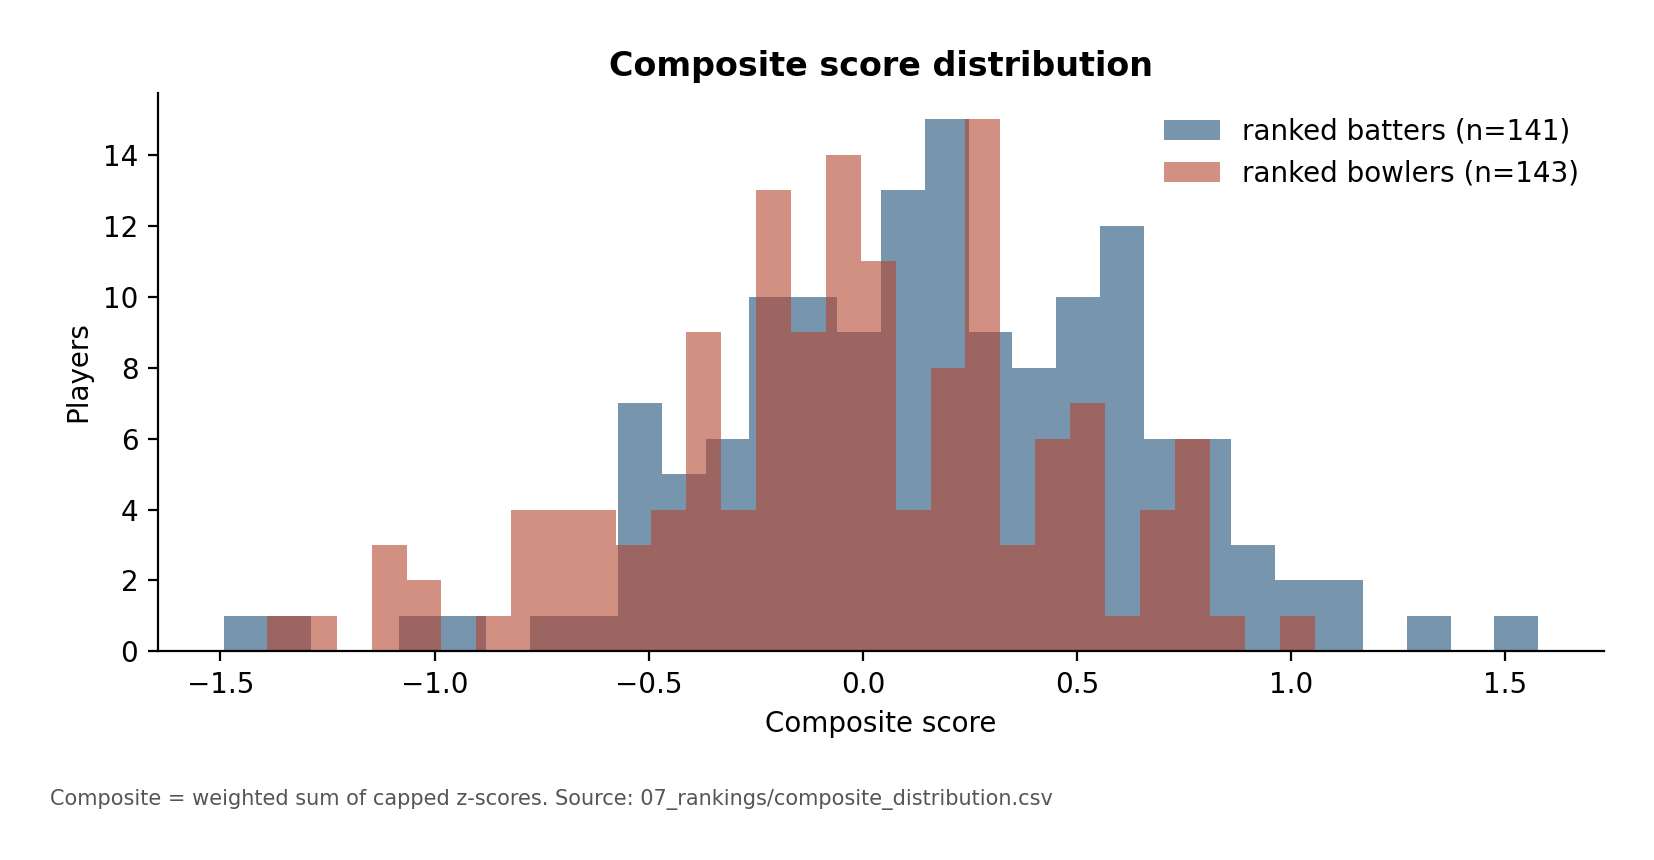 Composite score distribution
ranked batters (n=141)
ranked bowlers (n=143)
Players
14
12
10
8
6
4
2
0
−1.5 −1.0 −0.5 0.0 0.5 1.0 1.5
Composite score
Composite = weighted sum of capped z-scores. Source: 07_rankings/composite_distribution.csv